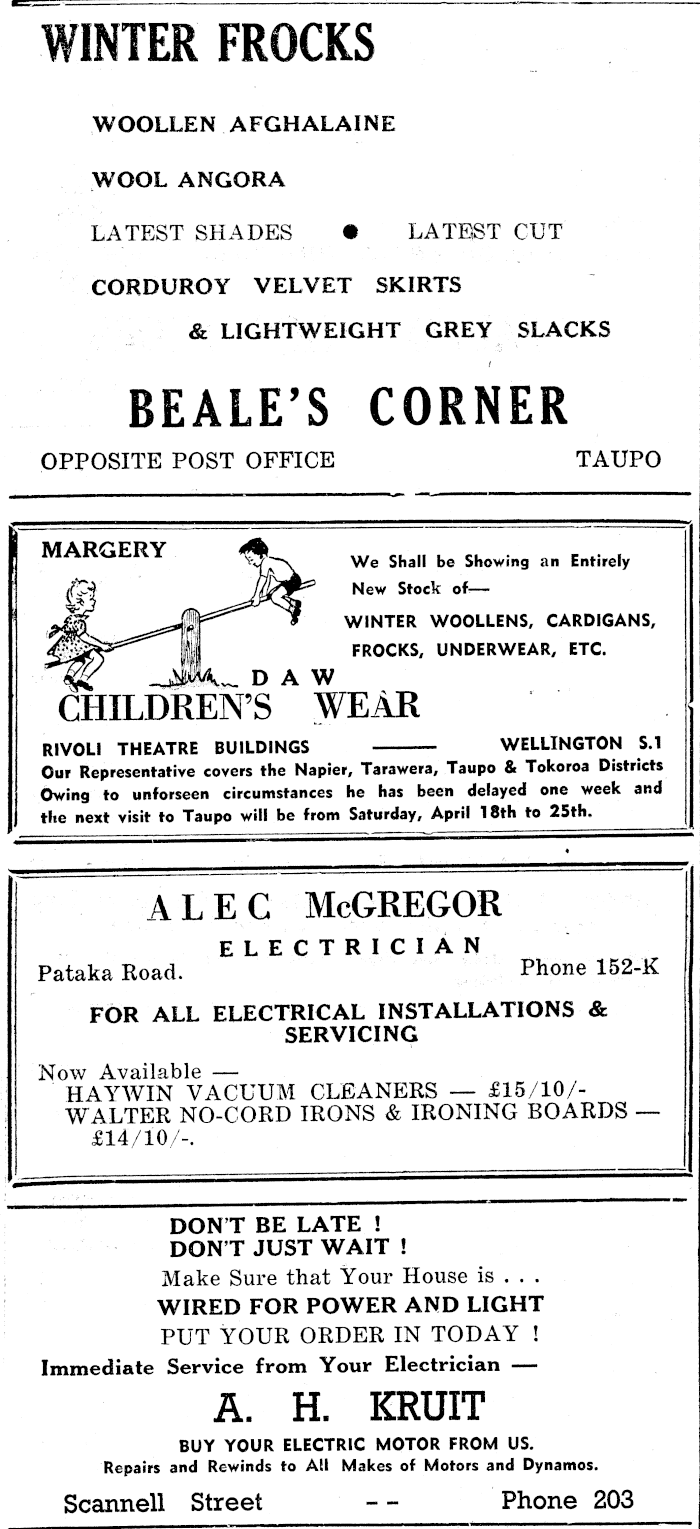 WINTER FROCKS
WOOLLEN AFGHALAINE
WOOL ANGORA
LATEST SHADES ● LATEST CUT
CORDUROY VELVET SKIRTS
& LIGHTWEIGHT GREY SLACKS
BEALE'S CORNER
OPPOSITE POST OFFICE TAUPO
MARGERY
DAW
CHILDREN'S WEAR
We Shall be Showing an Entirely
New Stock of—
WINTER WOOLLENS, CARDIGANS,
FROCKS, UNDERWEAR, ETC.
RIVOLI THEATRE BUILDINGS —— WELLINGTON S.1
Our Representative covers the Napier, Tarawera, Taupo & Tokoroa Districts
Owing to unforseen circumstances he has been delayed one week and
the next visit to Taupo will be from Saturday, April 18th to 25th.
ALEC McGREGOR
ELECTRICIAN
Pataka Road. Phone 152-K
FOR ALL ELECTRICAL INSTALLATIONS &
SERVICING
Now Available —
HAYWIN VACUUM CLEANERS — £15/10/-
WALTER NO-CORD IRONS & IRONING BOARDS —
£14/10/-.
DON'T BE LATE !
DON'T JUST WAIT !
Make Sure that Your House is . . .
WIRED FOR POWER AND LIGHT
PUT YOUR ORDER IN TODAY !
Immediate Service from Your Electrician —
A. H. KRUIT
BUY YOUR ELECTRIC MOTOR FROM US.
Repairs and Rewinds to All Makes of Motors and Dynamos.
Scannell Street -- Phone 203